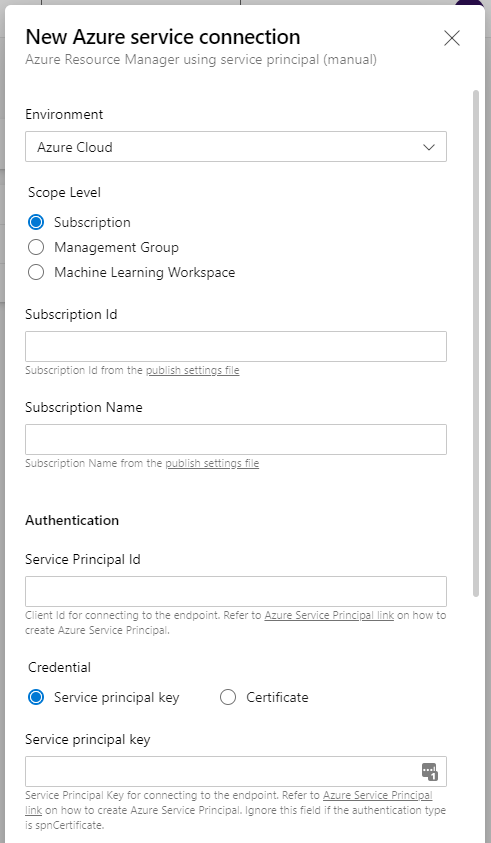 New Azure service connection
Azure Resource Manager using service principal (manual)
Environment
Azure Cloud
Scope Level
Subscription
Management Group
Machine Learning Workspace
Subscription Id
Subscription Id from the publish settings file
Subscription Name
Subscription Name from the publish settings file
Authentication
Service Principal Id
Client Id for connecting to the endpoint. Refer to Azure Service Principal link on how to
create Azure Service Principal.
Credential
Service principal key Certificate
Service principal key
1
Service Principal Key for connecting to the endpoint. Refer to Azure Service Principal
link on how to create Azure Service Principal. Ignore this field if the authentication type
is spnCertificate.